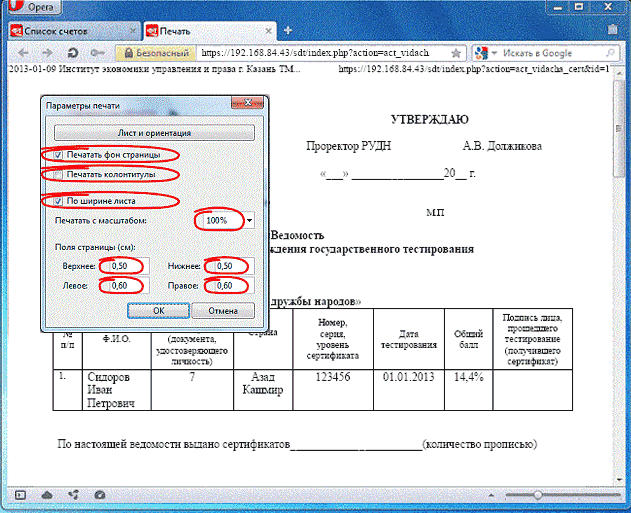 Opera
Список счетов
Печать
Безопасный
https://192.168.84.43/sdt/index.php?action=act_vidach
Искать в Google
2013-01-09 Институт экономики управления и права г. Казань ТМ...
https://192.168.84.43/sdt/index.php?action=act_vidacha_cert&id=1
УТВЕРЖДАЮ
Проректор РУДН А.В. Должикова
«___» ________________20__ г.
МП
Ведомость
ждения государственного тестирования
дружбы народов»
Параметры печати
Лист и ориентация
Печатать фон страницы
Печатать колонтитулы
По ширине листа
Печатать с масштабом: 100%
Поля страницы (см):
Верхнее: 0,50 Нижнее: 0,50
Левое: 0,60 Правое: 0,60
OK Отмена
№
п/п
Ф.И.О.
(документа,
удостоверяющего
личность)
Страна
Номер,
серия,
уровень
сертификата
Дата
тестирования
Общий
балл
Подпись лица,
прошедшего
тестирование
(получившего
сертификат)
1.
Сидоров
Иван
Петрович
7
Азад
Кашмир
123456
01.01.2013
14,4%
По настоящей ведомости выдано сертификатов_______________________(количество прописью)